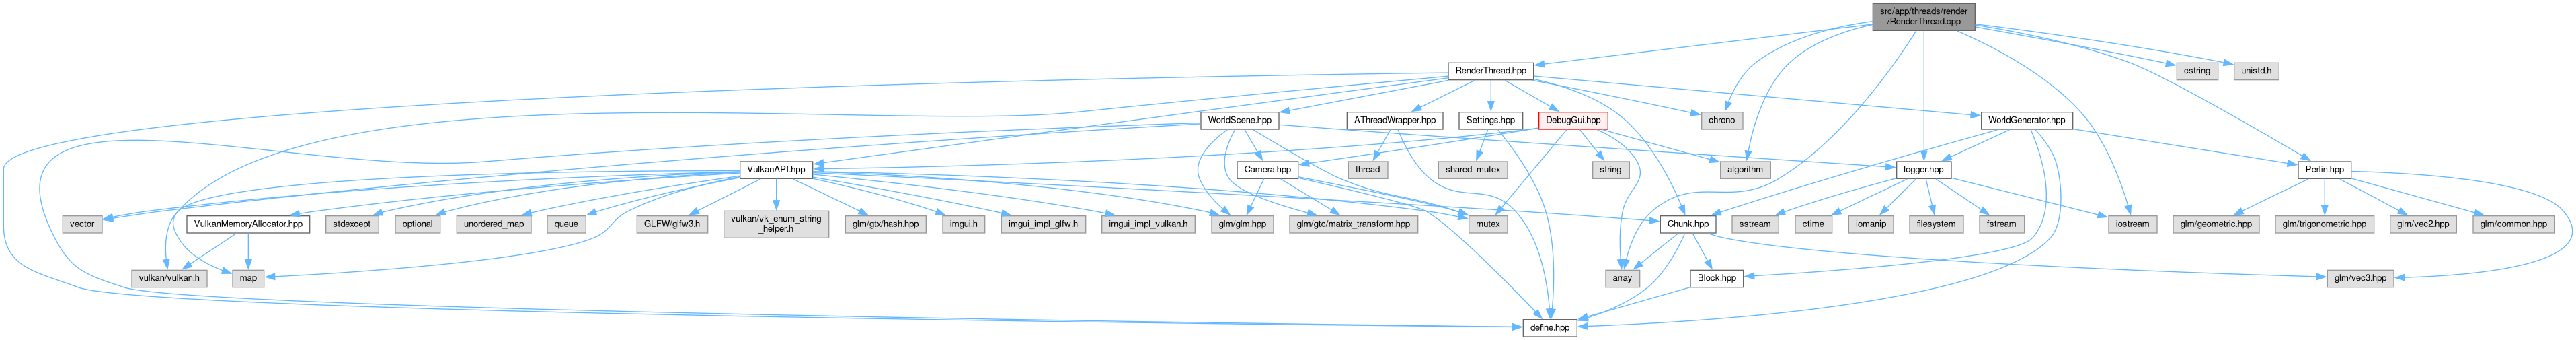 src/app/threads/render
/RenderThread.cpp
RenderThread.hpp
cstring
unistd.h
WorldScene.hpp
AThreadWrapper.hpp
Settings.hpp
DebugGui.hpp
chrono
WorldGenerator.hpp
VulkanAPI.hpp
Camera.hpp
thread
shared_mutex
string
algorithm
logger.hpp
Perlin.hpp
vector
VulkanMemoryAllocator.hpp
stdexcept
optional
unordered_map
queue
GLFW/glfw3.h
vulkan/vk_enum_string
_helper.h
glm/gtx/hash.hpp
imgui.h
imgui_impl_glfw.h
imgui_impl_vulkan.h
glm/glm.hpp
glm/gtc/matrix_transform.hpp
mutex
Chunk.hpp
sstream
ctime
iomanip
filesystem
fstream
iostream
glm/geometric.hpp
glm/trigonometric.hpp
glm/vec2.hpp
glm/common.hpp
vulkan/vulkan.h
map
array
Block.hpp
glm/vec3.hpp
define.hpp